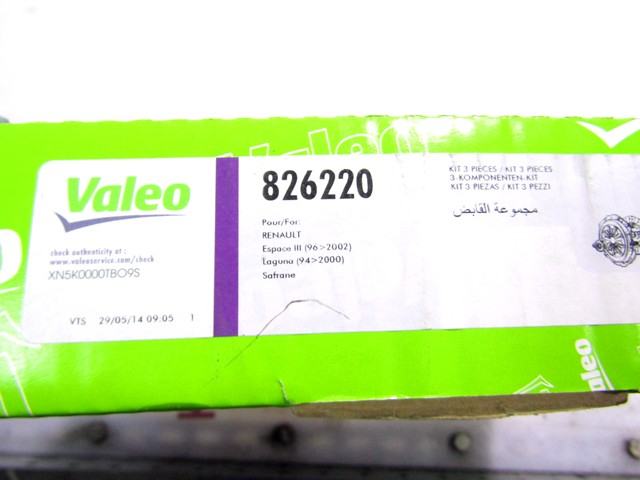 Valeo
Valeo
check authenticity at :
www.valeoservice.com/check
XN5K0000TBO9S
VTS 29/05/14 09:05 1
826220
Pour/For:
RENAULT
Espace III (96>2002)
Laguna (94>2000)
Safrane
KIT 3 PIECES / KIT 3 PIECES
3-KOMPONENTEN-KIT
KIT 3 PIEZAS / KIT 3 PEZZI
مجموعة القابض
Valeo